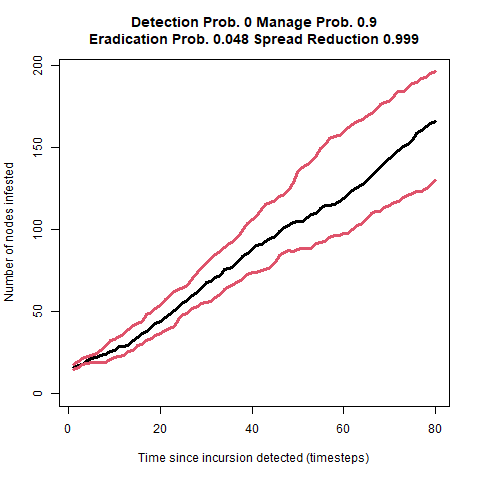 Detection Prob. 0 Manage Prob. 0.9
Eradication Prob. 0.048 Spread Reduction 0.999
200
150
100
50
0
Number of nodes infested
0 20 40 60 80
Time since incursion detected (timesteps)